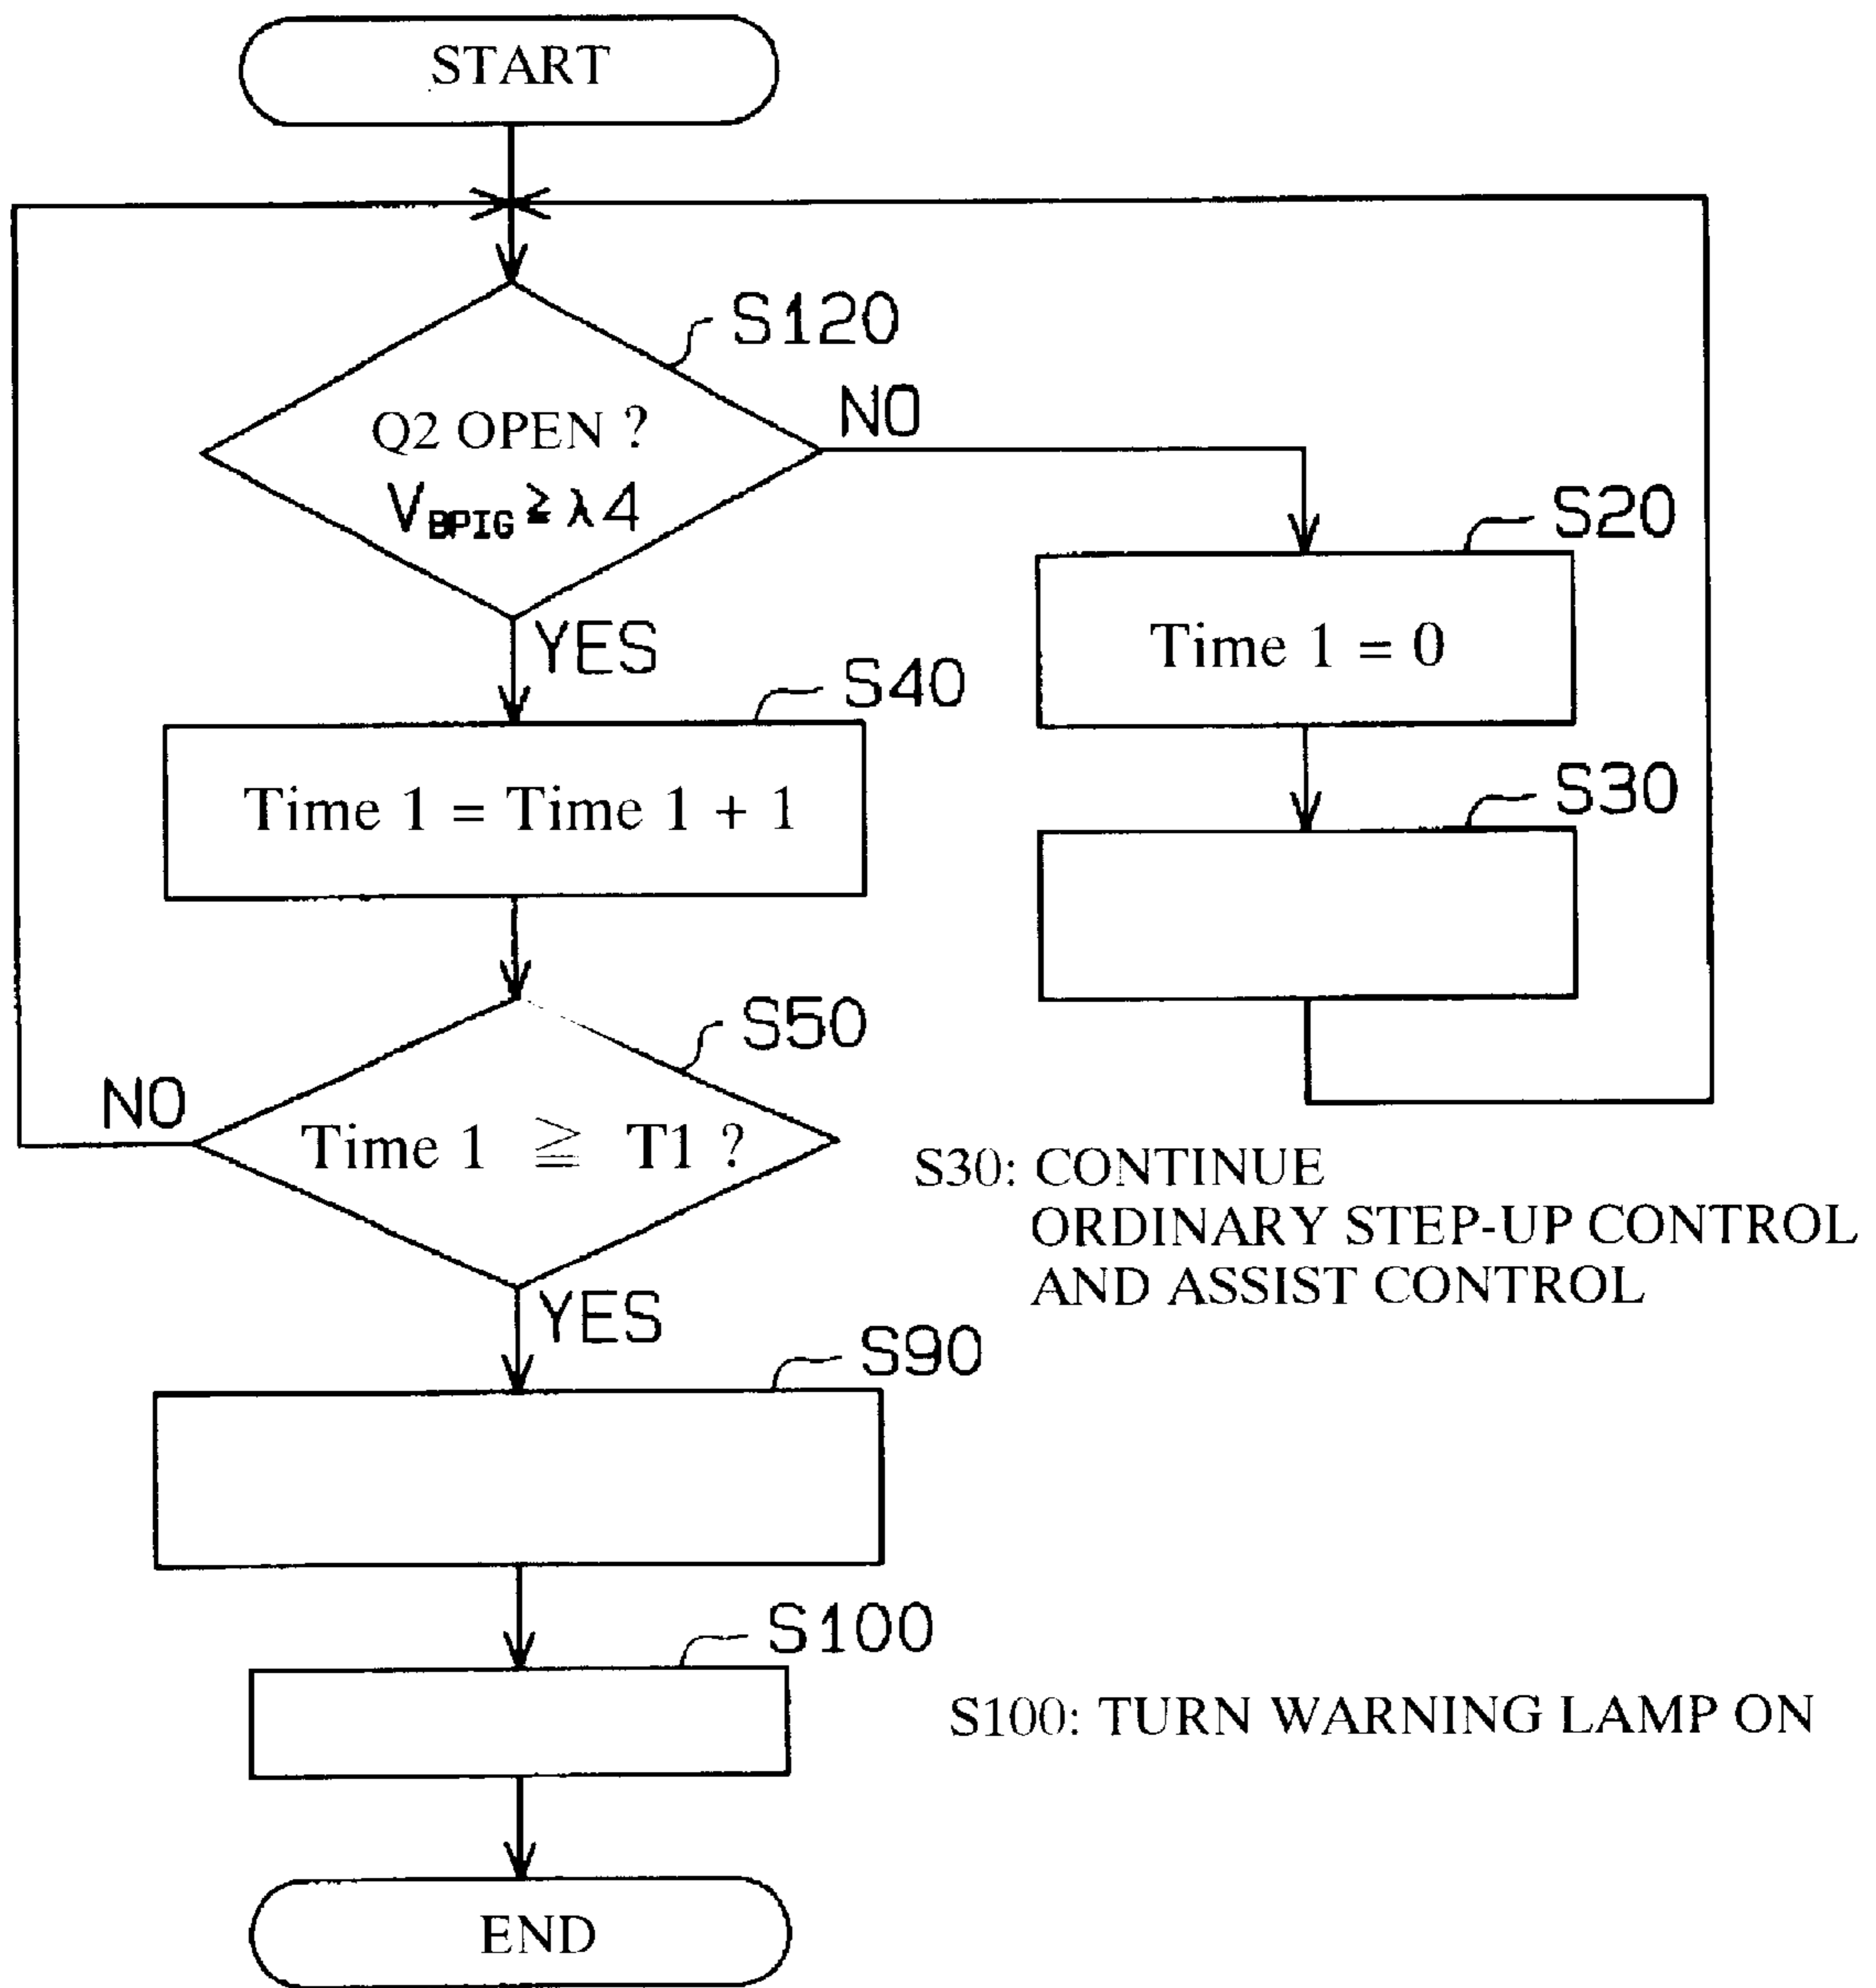 START
S120
Q2 OPEN ?
V_BPIG ≧ λ4
NO
YES
S20
Time 1 = 0
S40
Time 1 = Time 1 + 1
S30
S50
Time 1 ≧ T1 ?
NO
YES
S30: CONTINUE
ORDINARY STEP-UP CONTROL
AND ASSIST CONTROL
S90
S100
S100: TURN WARNING LAMP ON
END